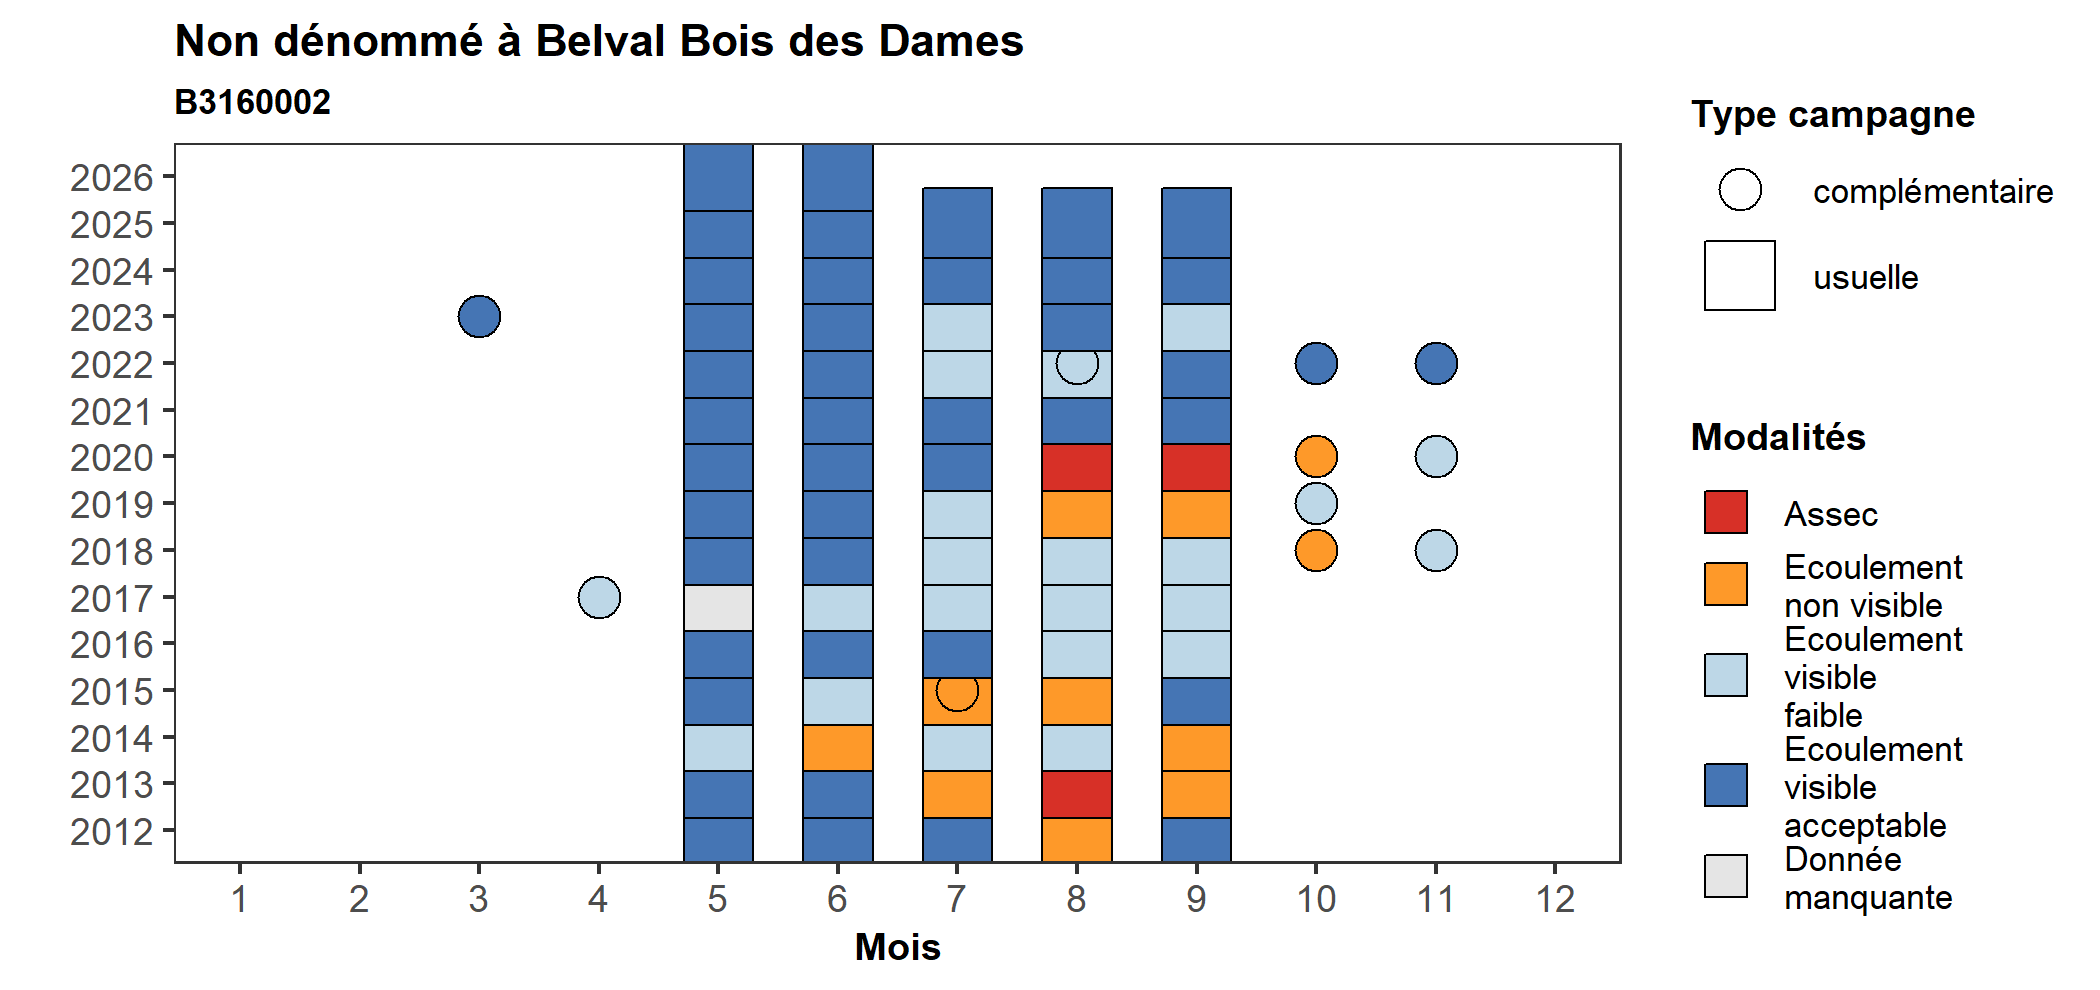 Non dénommé à Belval Bois des Dames
B3160002
2026
2025
2024
2023
2022
2021
2020
2019
2018
2017
2016
2015
2014
2013
2012
1 2 3 4 5 6 7 8 9 10 11 12
Mois
Type campagne
complémentaire
usuelle
Modalités
Assec
Ecoulement
non visible
Ecoulement
visible
faible
Ecoulement
visible
acceptable
Donnée
manquante